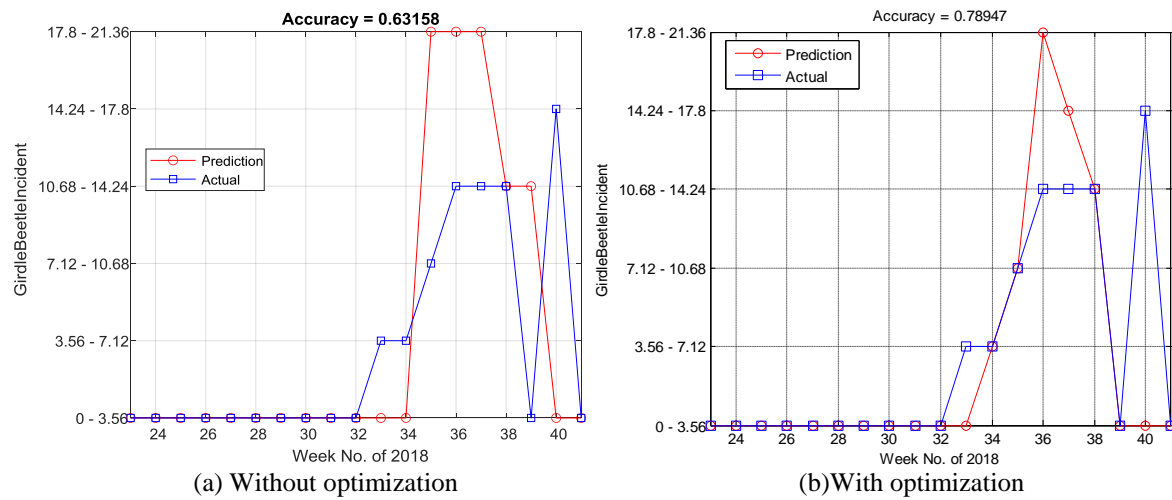 Accuracy = 0.63158
17.8 - 21.36
14.24 - 17.8
10.68 - 14.24
7.12 - 10.68
3.56 - 7.12
0 - 3.56
GirdleBeetleIncident
Prediction
Actual
24 26 28 30 32 34 36 38 40
Week No. of 2018
(a) Without optimization
Accuracy = 0.78947
17.8 - 21.36
14.24 - 17.8
10.68 - 14.24
7.12 - 10.68
3.56 - 7.12
0 - 3.56
GirdleBeetleIncident
Prediction
Actual
24 26 28 30 32 34 36 38 40
Week No. of 2018
(b)With optimization